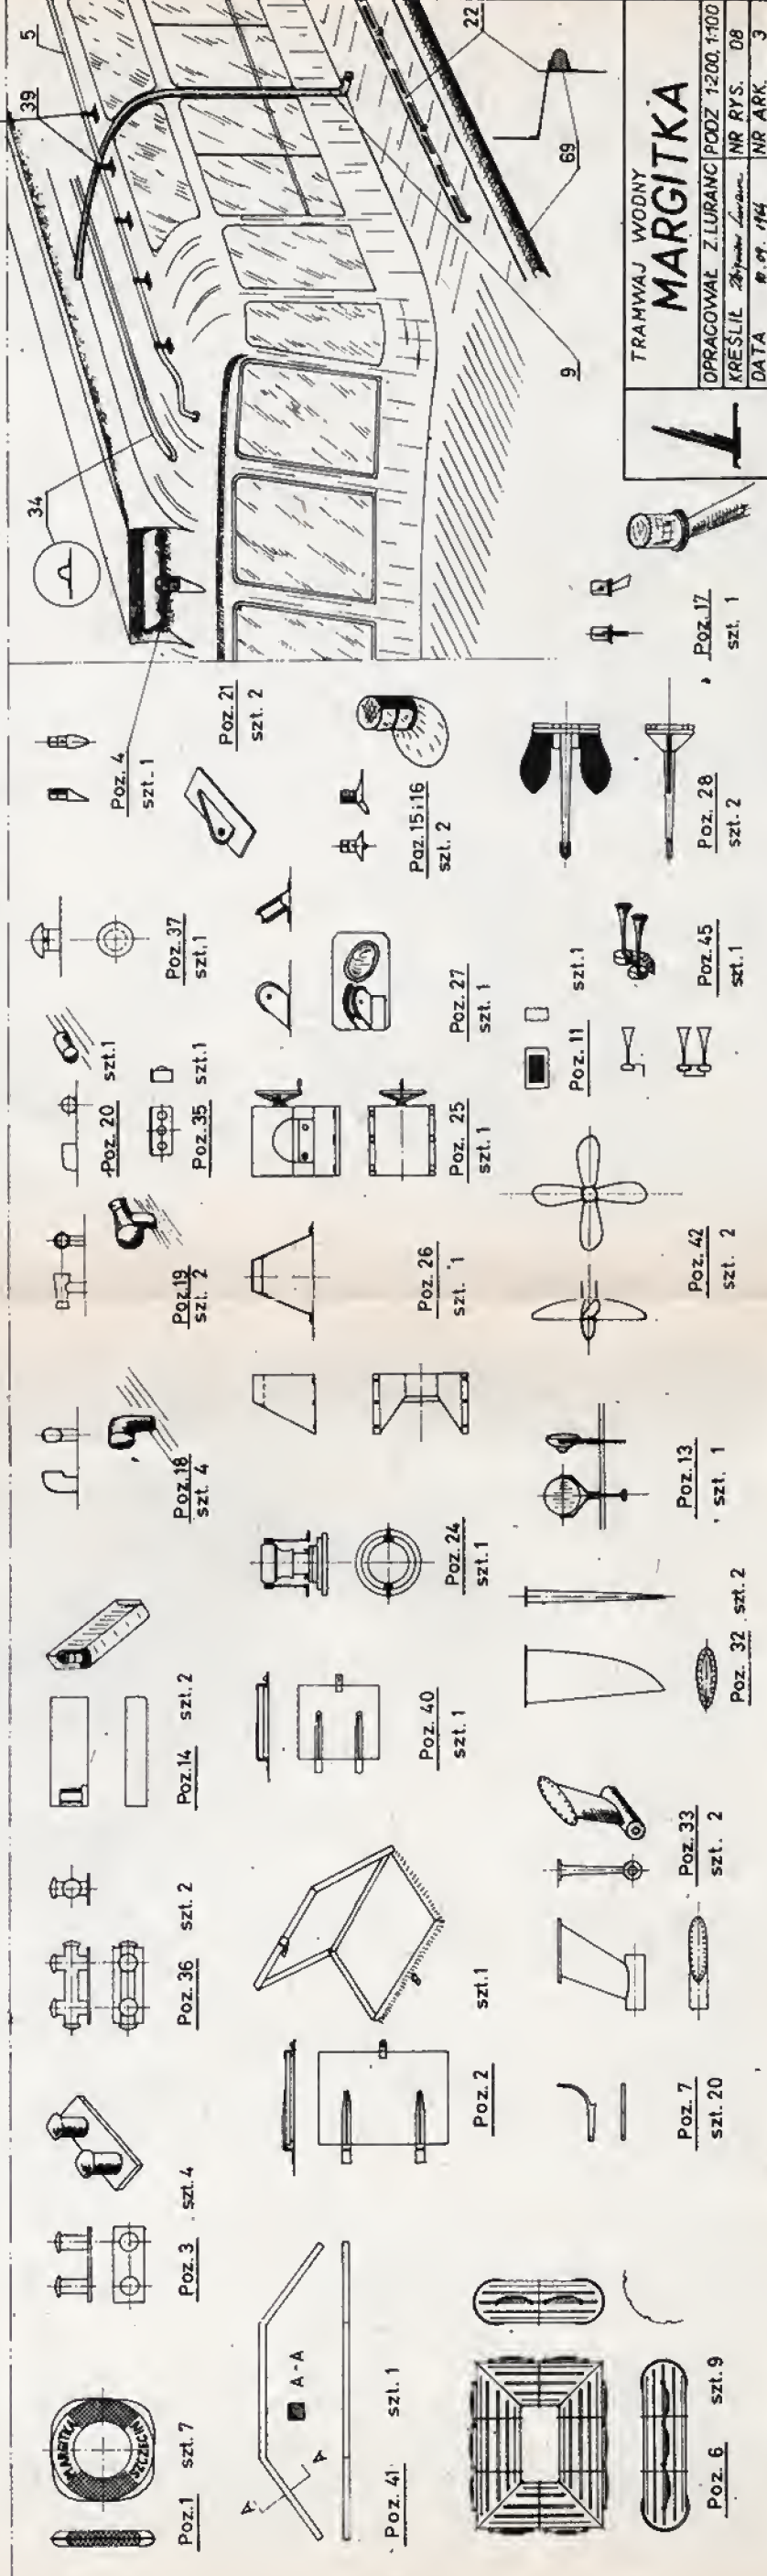 Poz.1 szt.7
MARGITKA
SZCZECIN
Poz.3 szt.4
Poz.36 szt.2
Poz.14 szt.2
Poz.18
szt.4
Poz.19
szt.2
Poz.20 szt.1
Poz.35 szt.1
Poz.37
szt.1
Poz.4
szt.1
Poz.21
szt.2
34
39
5
Poz.41 szt.1
A-A
A
A
Poz.2 szt.1
Poz.40
szt.1
Poz.24
szt.1
Poz.26
szt.1
Poz.25
szt.1
Poz.27
szt.1
Poz.15i16
szt.2
9
69
22
Poz.6 szt.9
Poz.7
szt.20
Poz.33
szt.2
Poz.32 szt.2
Poz.13
szt.1
Poz.42
szt.2
Poz.11 szt.1
Poz.45
szt.1
Poz.28
szt.2
Poz.17
szt.1
TRAMWAJ WODNY
MARGITKA
OPRACOWAŁ Z.LURANC PODZ 1:200, 1:100
KREŚLIŁ NR RYS. 08
DATA 1964 NR ARK. 3